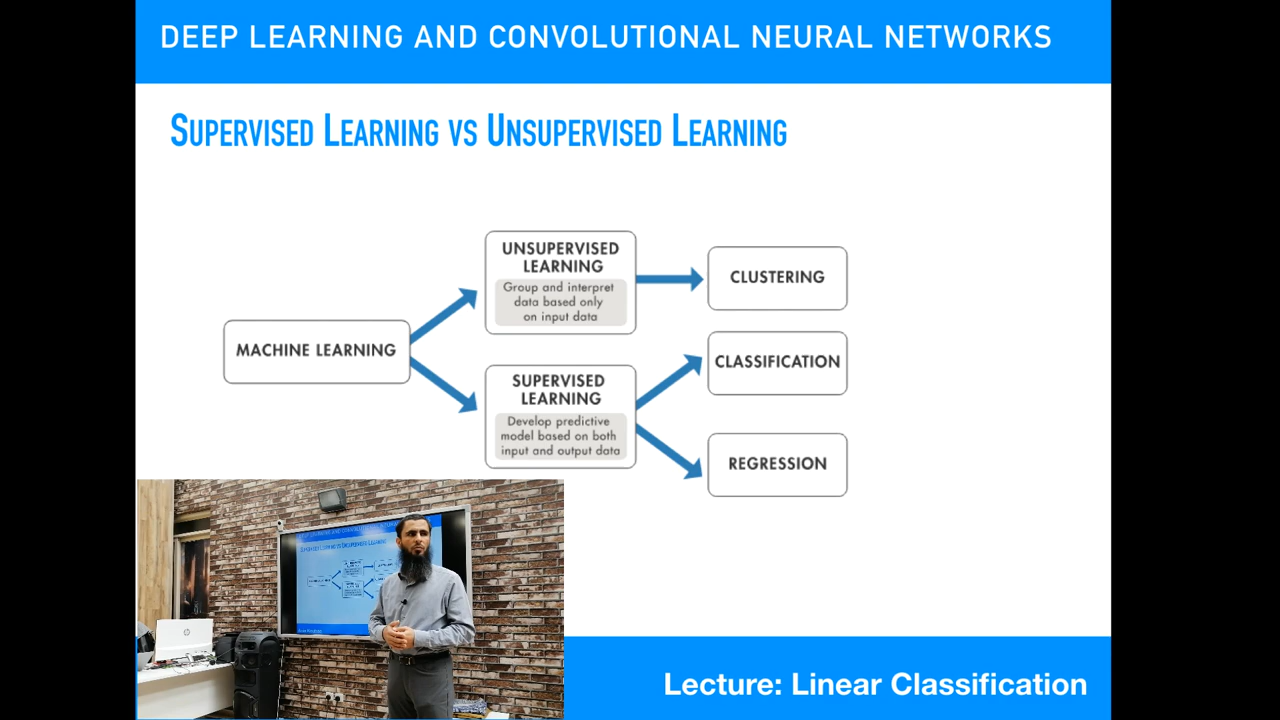 DEEP LEARNING AND CONVOLUTIONAL NEURAL NETWORKS
SUPERVISED LEARNING VS UNSUPERVISED LEARNING
UNSUPERVISED
LEARNING
Group and interpret
data based only
on input data
CLUSTERING
MACHINE LEARNING
CLASSIFICATION
SUPERVISED
LEARNING
Develop predictive
model based on both
input and output data
REGRESSION
Lecture: Linear Classification